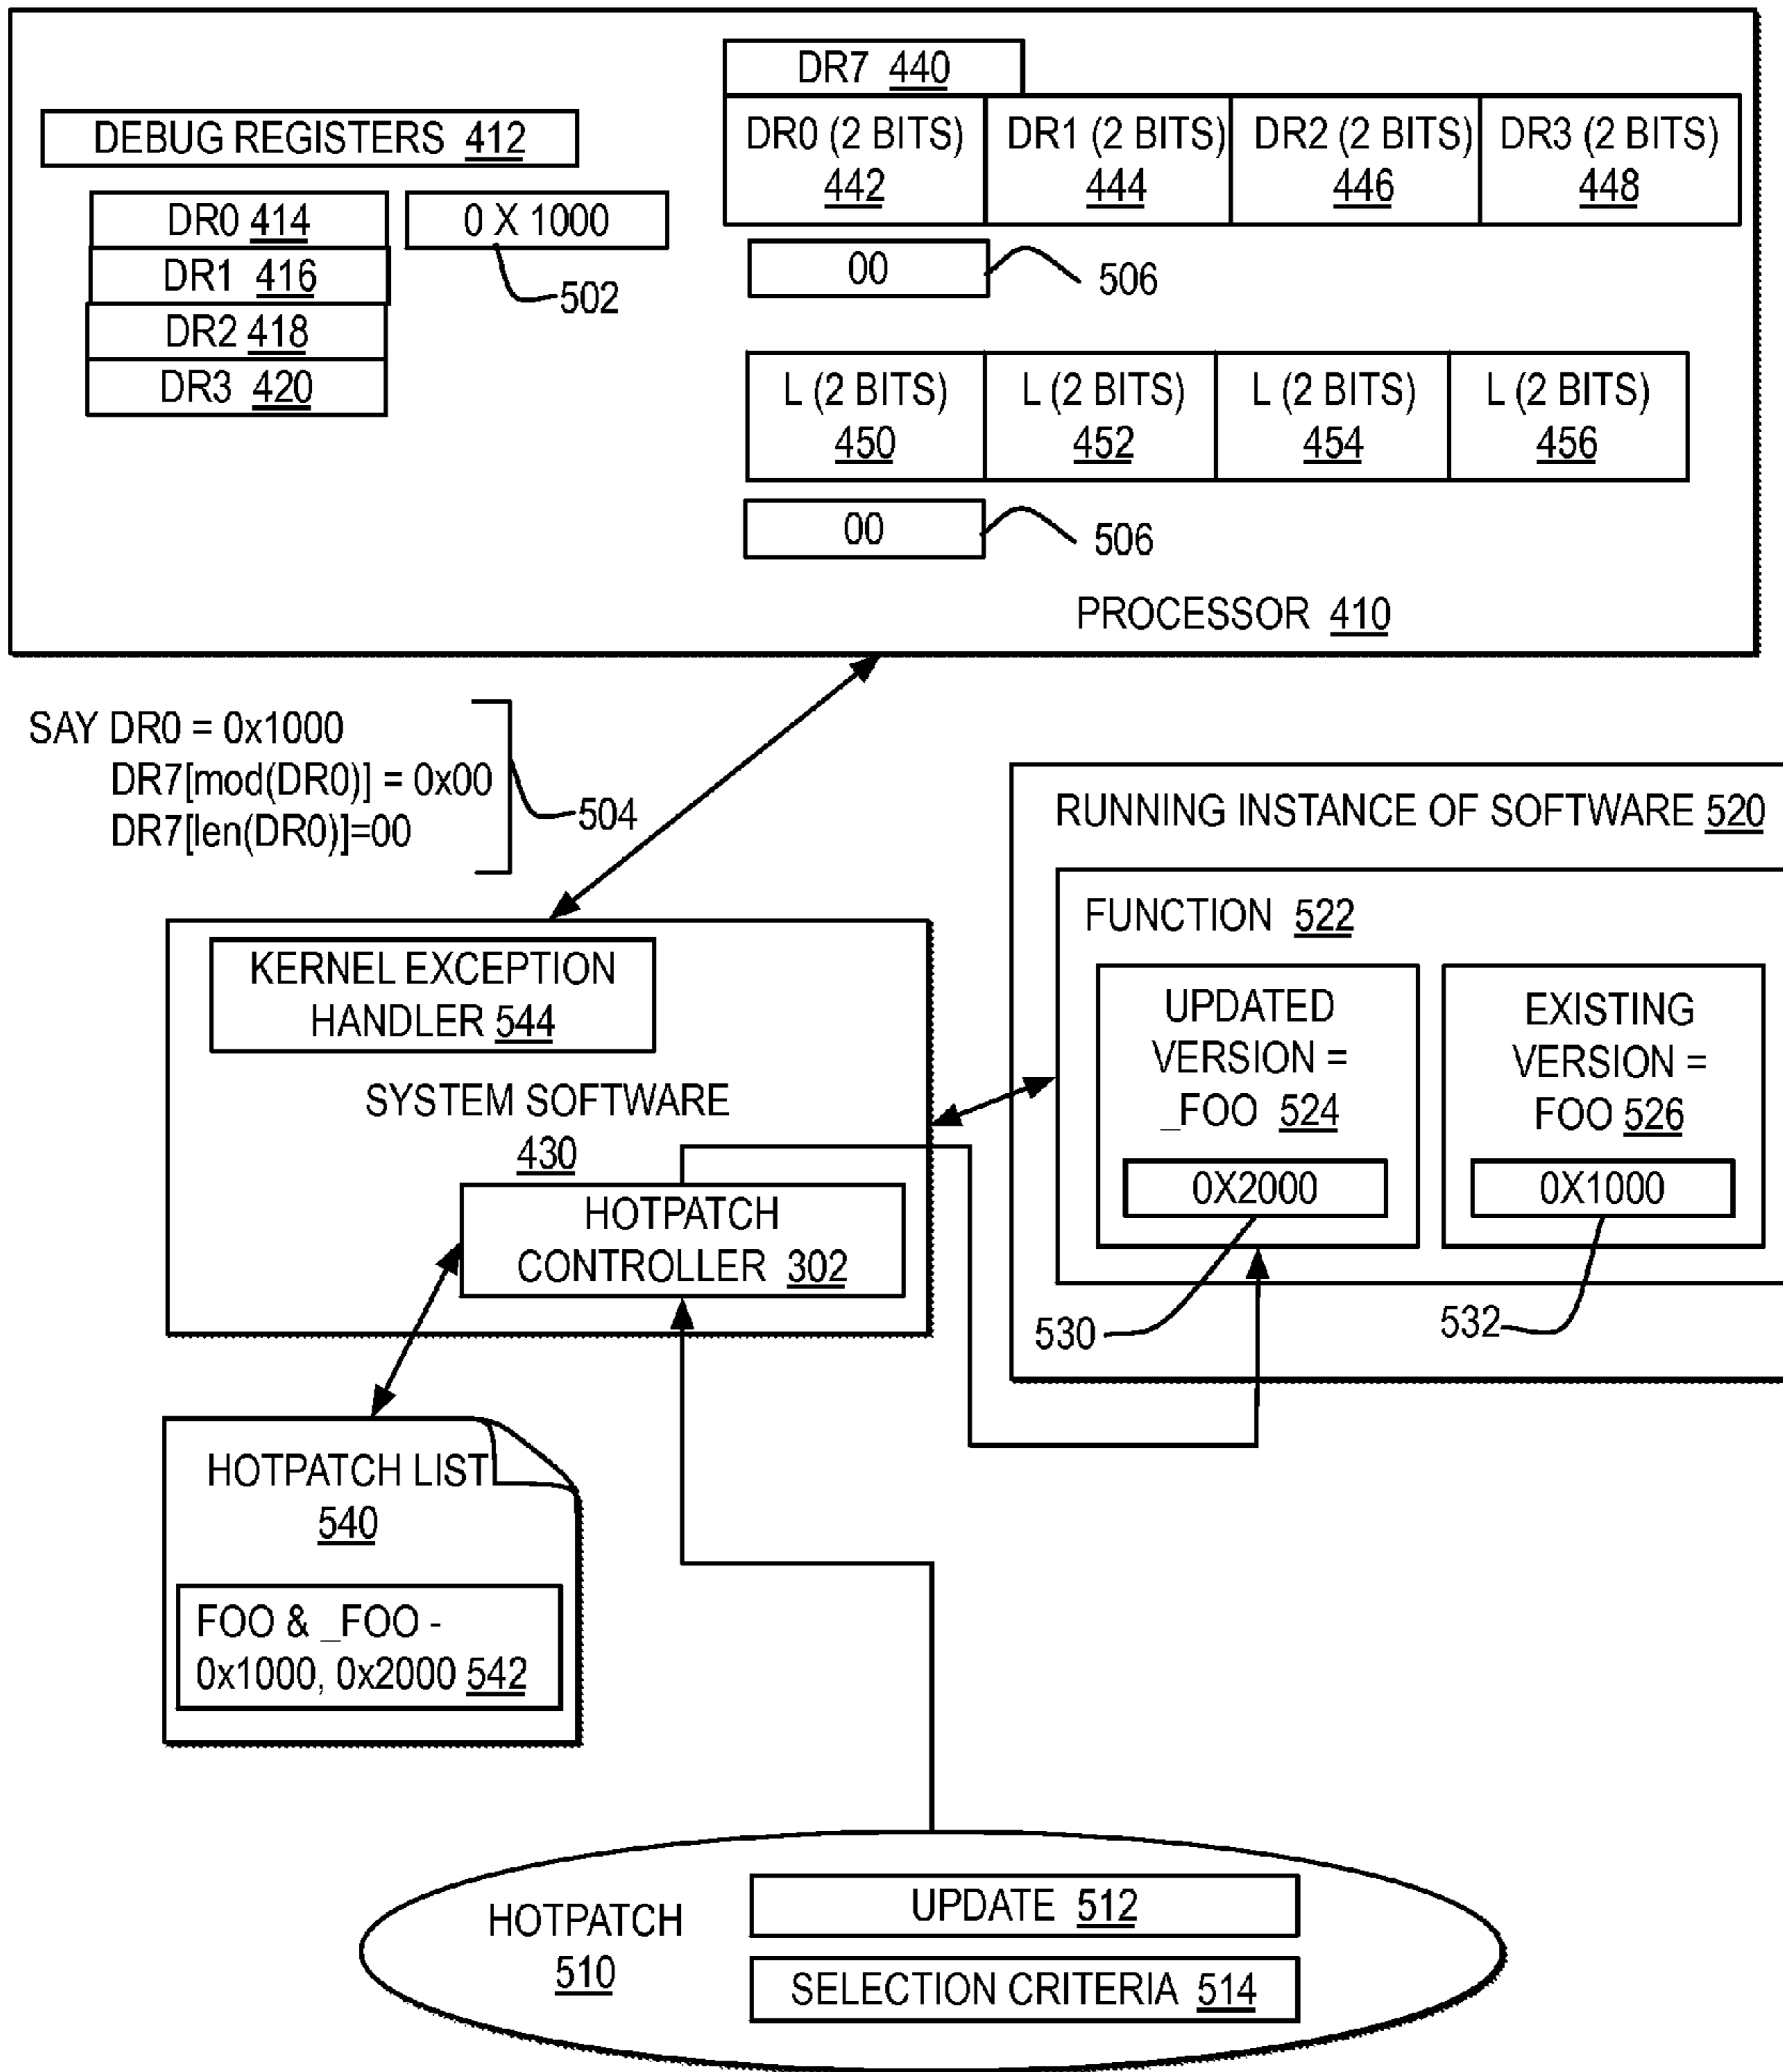 DR7 440
DEBUG REGISTERS 412
DR0 (2 BITS)
442
DR1 (2 BITS)
444
DR2 (2 BITS)
446
DR3 (2 BITS)
448
DR0 414
0 X 1000
DR1 416
502
DR2 418
DR3 420
00
506
L (2 BITS)
450
L (2 BITS)
452
L (2 BITS)
454
L (2 BITS)
456
00
506
PROCESSOR 410
SAY DR0 = 0x1000
DR7[mod(DR0)] = 0x00
DR7[len(DR0)]=00
504
RUNNING INSTANCE OF SOFTWARE 520
FUNCTION 522
UPDATED
VERSION =
_FOO 524
0X2000
EXISTING
VERSION =
FOO 526
0X1000
530
532
KERNEL EXCEPTION
HANDLER 544
SYSTEM SOFTWARE
430
HOTPATCH
CONTROLLER 302
HOTPATCH LIST
540
FOO & _FOO -
0x1000, 0x2000 542
HOTPATCH
510
UPDATE 512
SELECTION CRITERIA 514